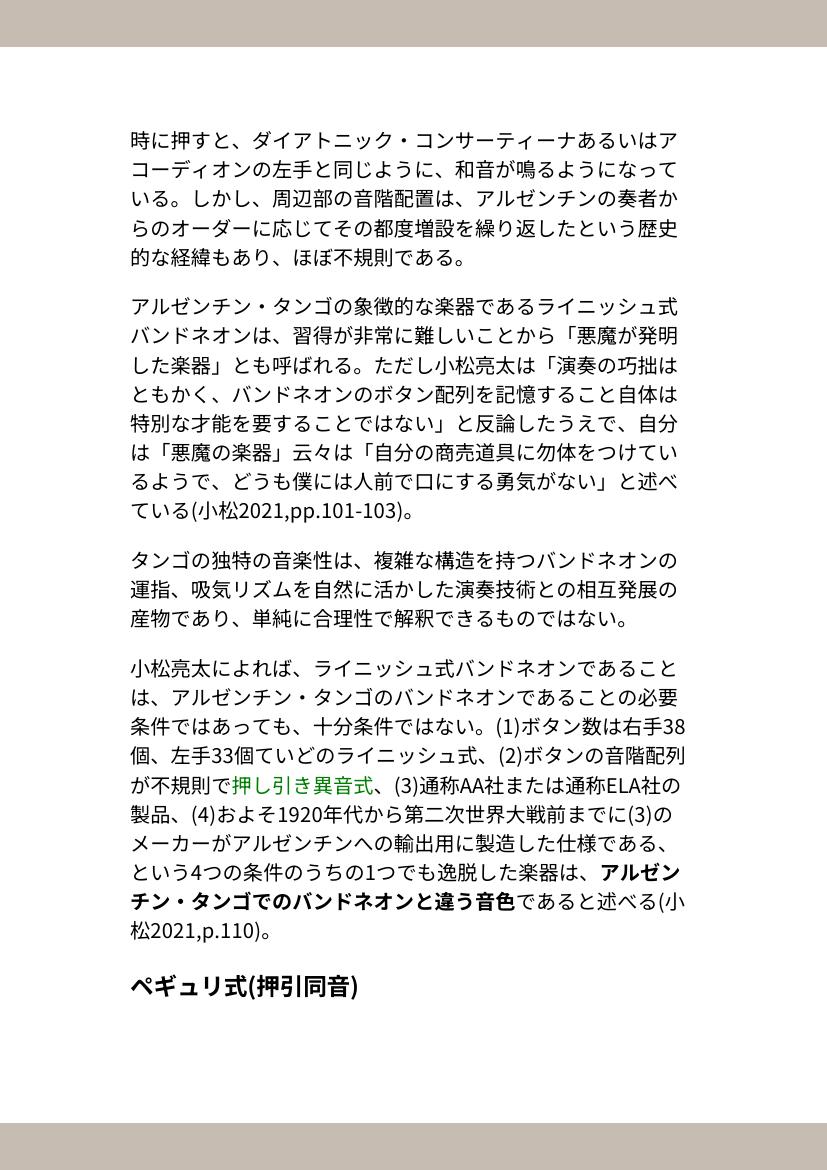 時に押すと、ダイアトニック・コンサーティーナあるいはア
コーディオンの左手と同じように、和音が鳴るようになって
いる。しかし、周辺部の音階配置は、アルゼンチンの奏者か
らのオーダーに応じてその都度増設を繰り返したという歴史
的な経緯もあり、ほぼ不規則である。
アルゼンチン・タンゴの象徴的な楽器であるライニッシュ式
バンドネオンは、習得が非常に難しいことから「悪魔が発明
した楽器」とも呼ばれる。ただし小松亮太は「演奏の巧拙は
ともかく、バンドネオンのボタン配列を記憶すること自体は
特別な才能を要することではない」と反論したうえで、自分
は「悪魔の楽器」云々は「自分の商売道具に勿体をつけてい
るようで、どうも僕には人前で口にする勇気がない」と述べ
ている(小松2021,pp.101-103)。
タンゴの独特の音楽性は、複雑な構造を持つバンドネオンの
運指、吸気リズムを自然に活かした演奏技術との相互発展の
産物であり、単純に合理性で解釈できるものではない。
小松亮太によれば、ライニッシュ式バンドネオンであること
は、アルゼンチン・タンゴのバンドネオンであることの必要
条件ではあっても、十分条件ではない。(1)ボタン数は右手38
個、左手33個ていどのライニッシュ式、(2)ボタンの音階配列
が不規則で押し引き異音式、(3)通称AA社または通称ELA社の
製品、(4)およそ1920年代から第二次世界大戦前までに(3)の
メーカーがアルゼンチンへの輸出用に製造した仕様である、
という4つの条件のうちの1つでも逸脱した楽器は、アルゼン
チン・タンゴでのバンドネオンと違う音色であると述べる(小
松2021,p.110)。
ペギュリ式(押引同音)